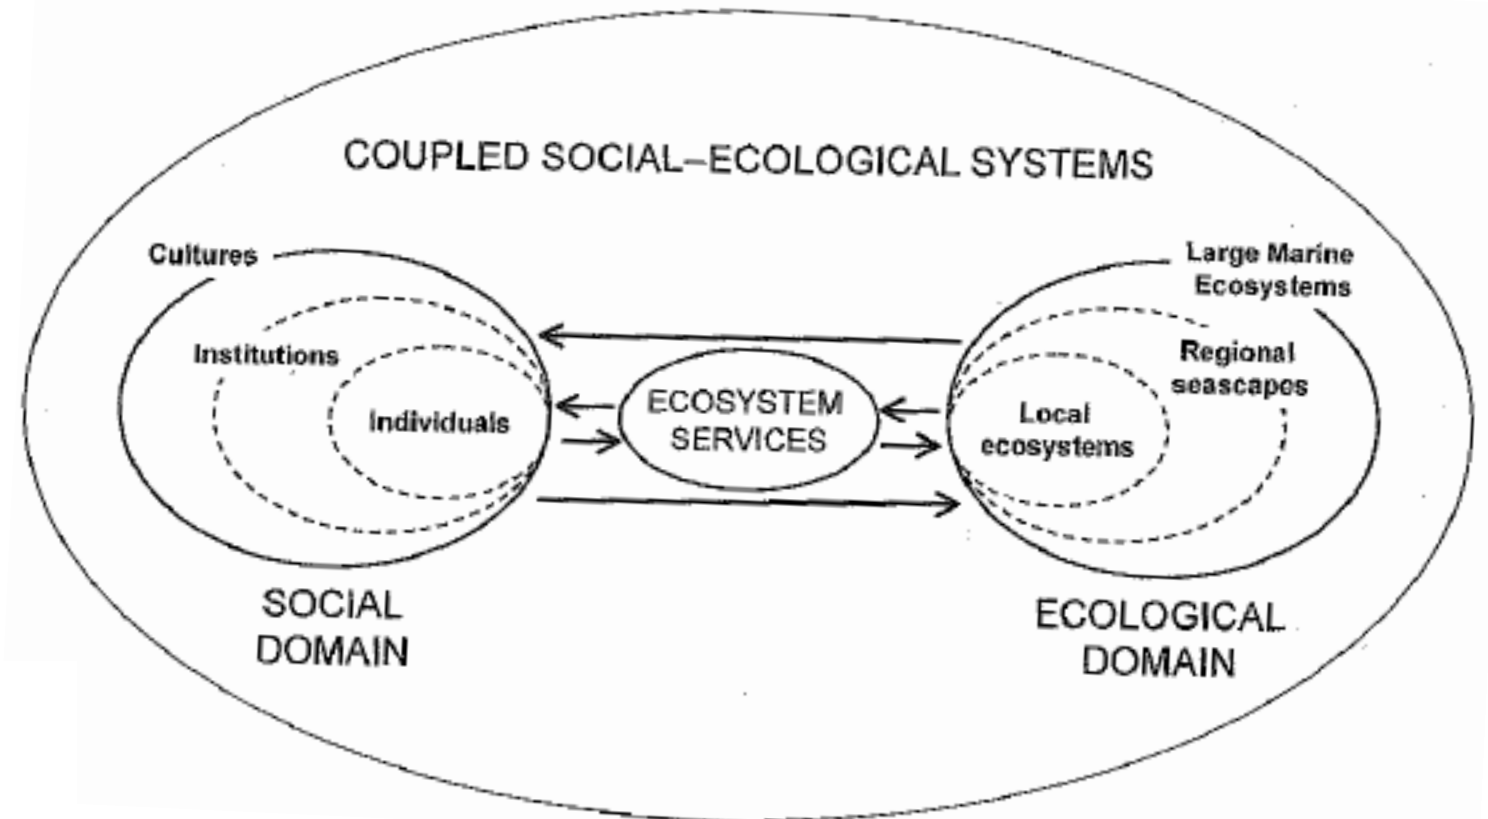 COUPLED SOCIAL–ECOLOGICAL SYSTEMS
Cultures
Institutions
Individuals
SOCIAL
DOMAIN
ECOSYSTEM
SERVICES
Large Marine
Ecosystems
Regional
seascapes
Local
ecosystems
ECOLOGICAL
DOMAIN